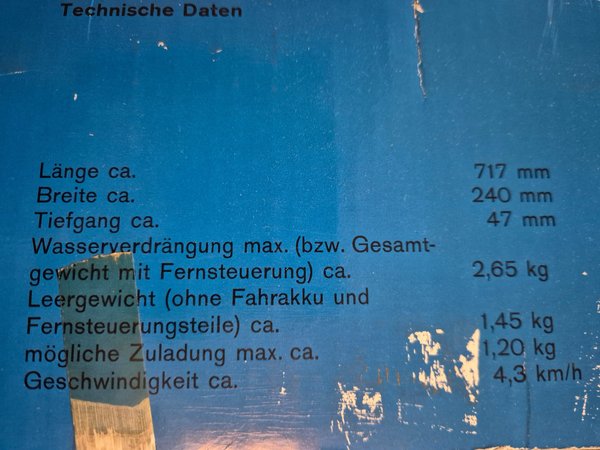 Technische Daten
Länge ca. 717 mm
Breite ca. 240 mm
Tiefgang ca. 47 mm
Wasserverdrängung max. (bzw. Gesamt-
gewicht mit Fernsteuerung) ca. 2,65 kg
Leergewicht (ohne Fahrakku und
Fernsteuerungsteile) ca. 1,45 kg
mögliche Zuladung max. ca. 1,20 kg
Geschwindigkeit ca. 4,3 km/h